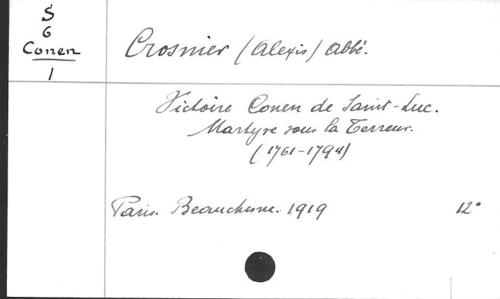 S
6
Conen
1
Crosnier (Alexis) Abbé.
Victoire Conen de Saint-Luc.
Martyre sous la Terreur.
(1761-1794)
Paris. Beauchesne. 1919 12°